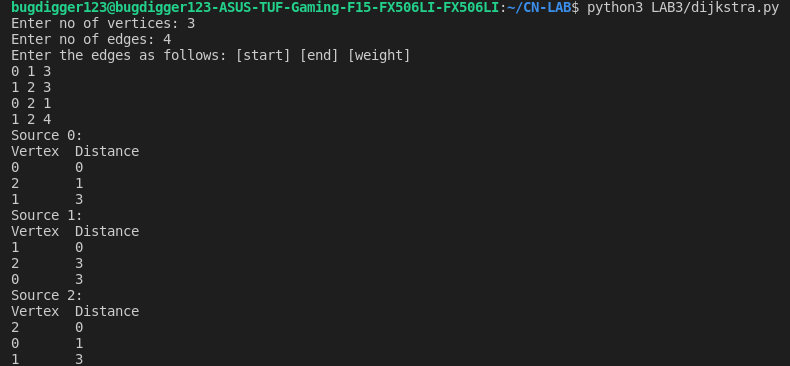 bugdigger123@bugdigger123-ASUS-TUF-Gaming-F15-FX506LI-FX506LI:~/CN-LAB$ python3 LAB3/dijkstra.py
Enter no of vertices: 3
Enter no of edges: 4
Enter the edges as follows: [start] [end] [weight]
0 1 3
1 2 3
0 2 1
1 2 4
Source 0:
Vertex  Distance
0       0
2       1
1       3
Source 1:
Vertex  Distance
1       0
2       3
0       3
Source 2:
Vertex  Distance
2       0
0       1
1       3